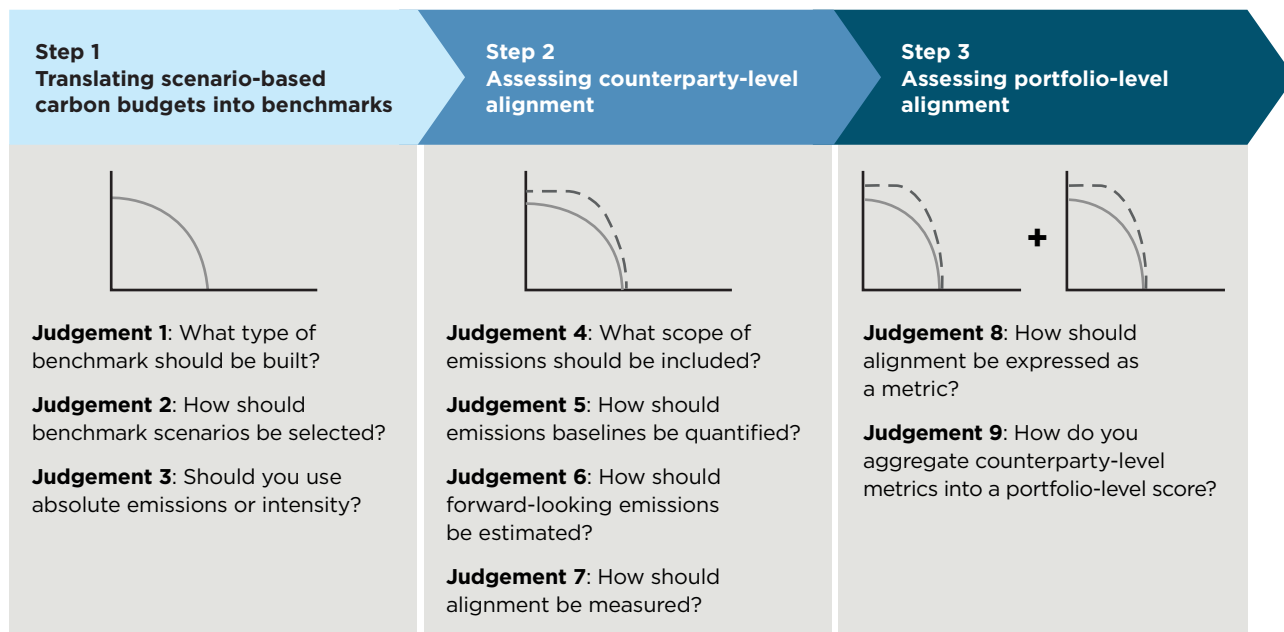 Step 1
Translating scenario-based
carbon budgets into benchmarks
Step 2
Assessing counterparty-level
alignment
Step 3
Assessing portfolio-level
alignment
+
Judgement 1: What type of
benchmark should be built?
Judgement 2: How should
benchmark scenarios be selected?
Judgement 3: Should you use
absolute emissions or intensity?
Judgement 4: What scope of
emissions should be included?
Judgement 5: How should
emissions baselines be quantified?
Judgement 6: How should
forward-looking emissions
be estimated?
Judgement 7: How should
alignment be measured?
Judgement 8: How should
alignment be expressed as
a metric?
Judgement 9: How do you
aggregate counterparty-level
metrics into a portfolio-level score?